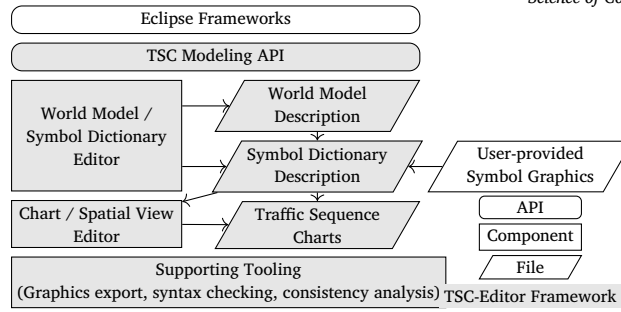 Science of Co
Eclipse Frameworks
TSC Modeling API
World Model /
Symbol Dictionary
Editor
World Model
Description
Symbol Dictionary
Description
User-provided
Symbol Graphics
Chart / Spatial View
Editor
Traffic Sequence
Charts
API
Component
File
Supporting Tooling
(Graphics export, syntax checking, consistency analysis)
TSC-Editor Framework